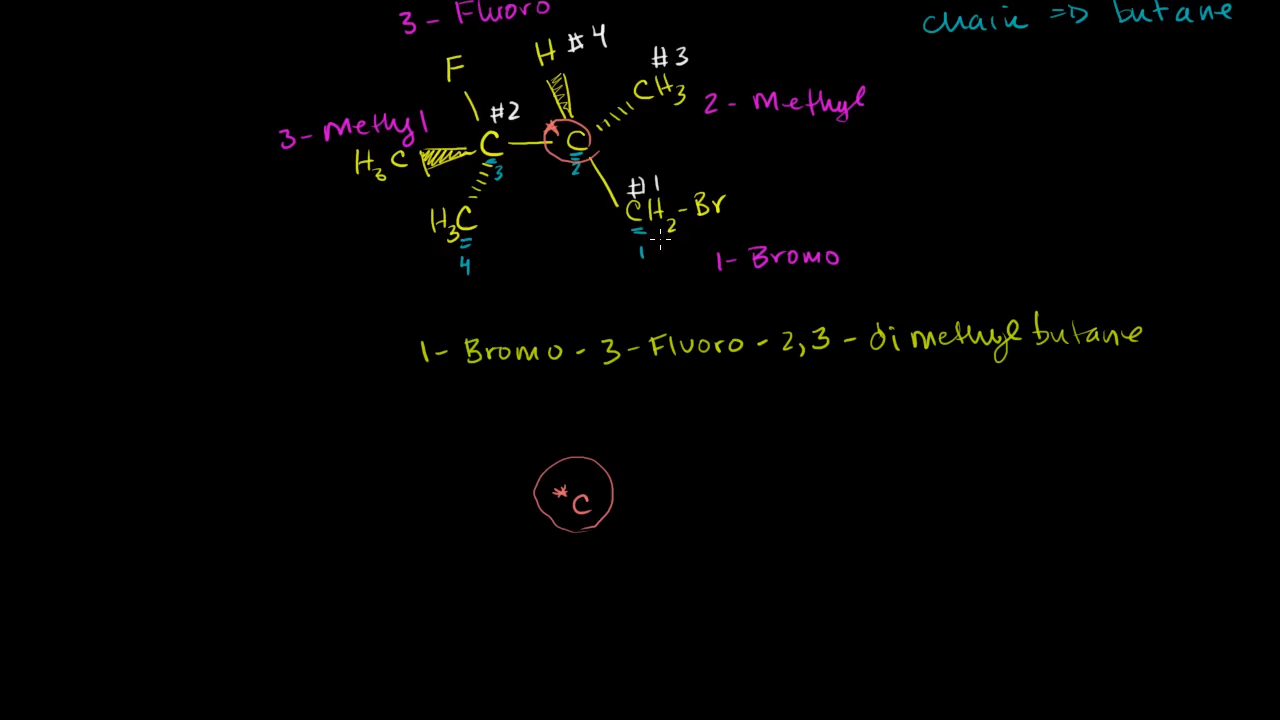 3 - Fluoro
chain => butane
F
H #4
#3
CH3
2 - Methyl
#2
3 - Methyl
H3C
C
3
* C
2
#1
CH2-Br
1
H3C
4
1- Bromo
1- Bromo - 3 - Fluoro - 2,3 - dimethyl butane
* C